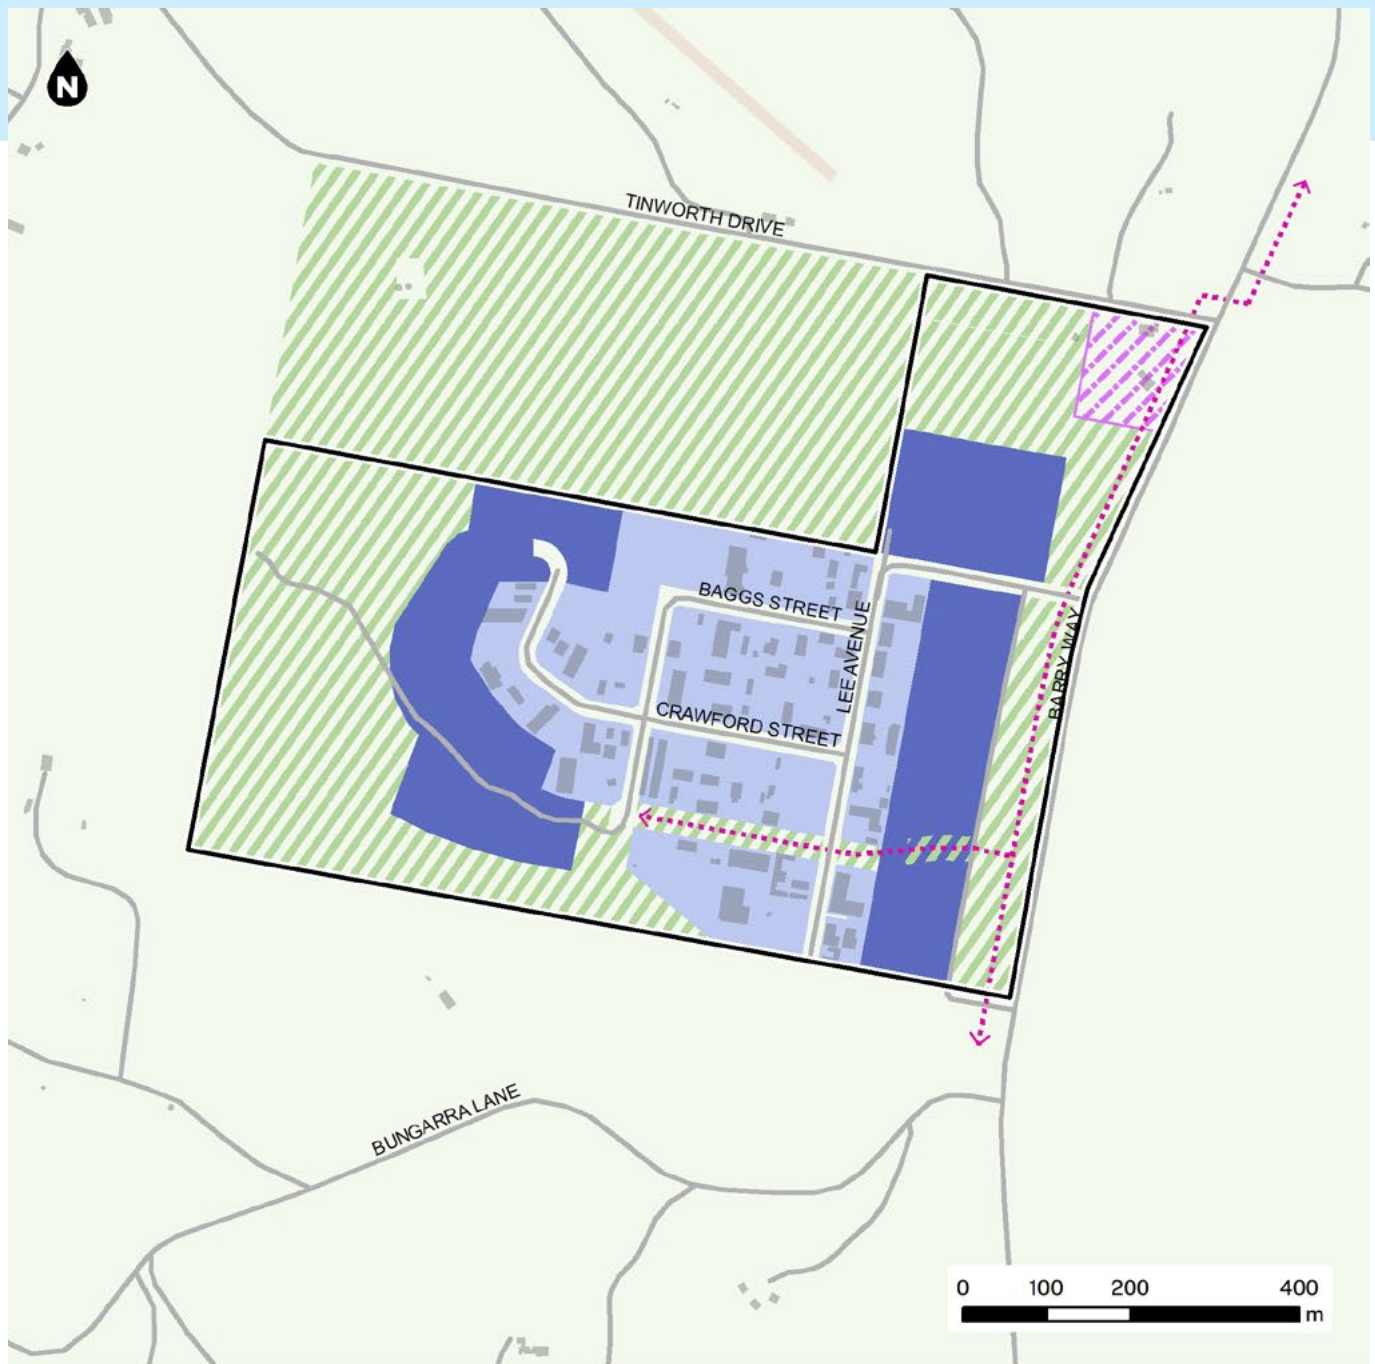 N
TINWORTH DRIVE
BAGGS STREET
LEE AVENUE
BARRY WAY
CRAWFORD STREET
BUNGARRA LANE
0 100 200 400
m